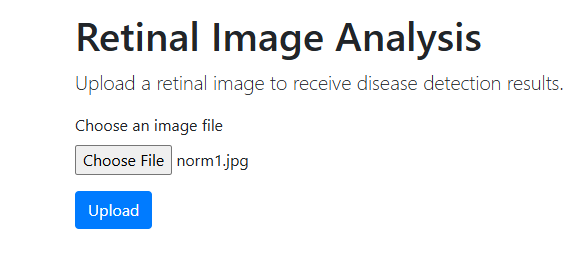 Retinal Image Analysis
Upload a retinal image to receive disease detection results.
Choose an image file
Choose File norm1.jpg
Upload